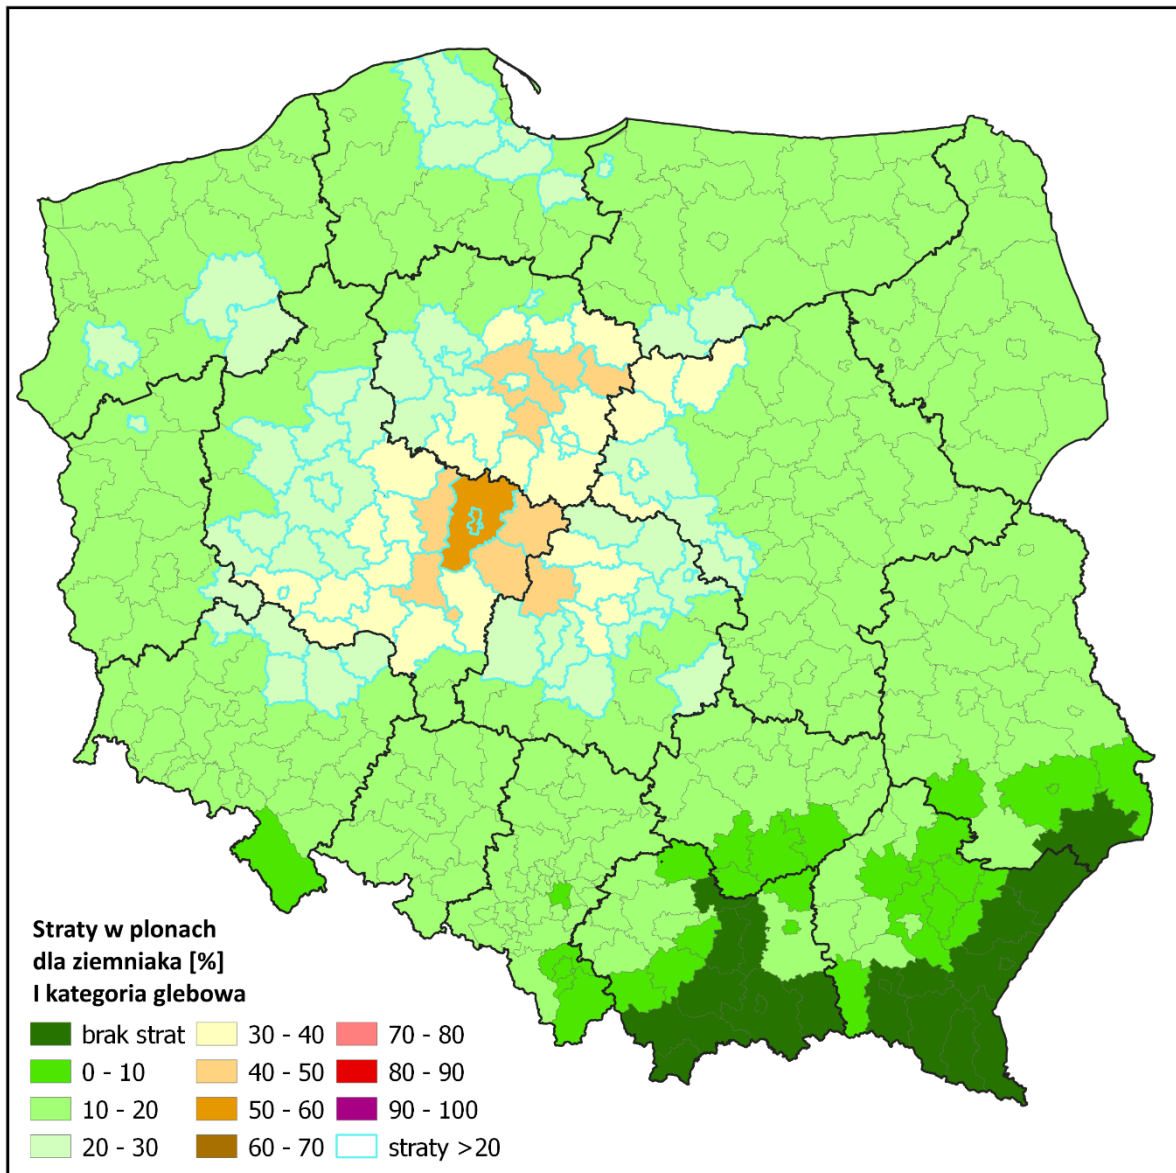 Straty w plonach
dla ziemniaka [%]
I kategoria glebowa
brak strat
0 - 10
10 - 20
20 - 30
30 - 40
40 - 50
50 - 60
60 - 70
70 - 80
80 - 90
90 - 100
straty >20